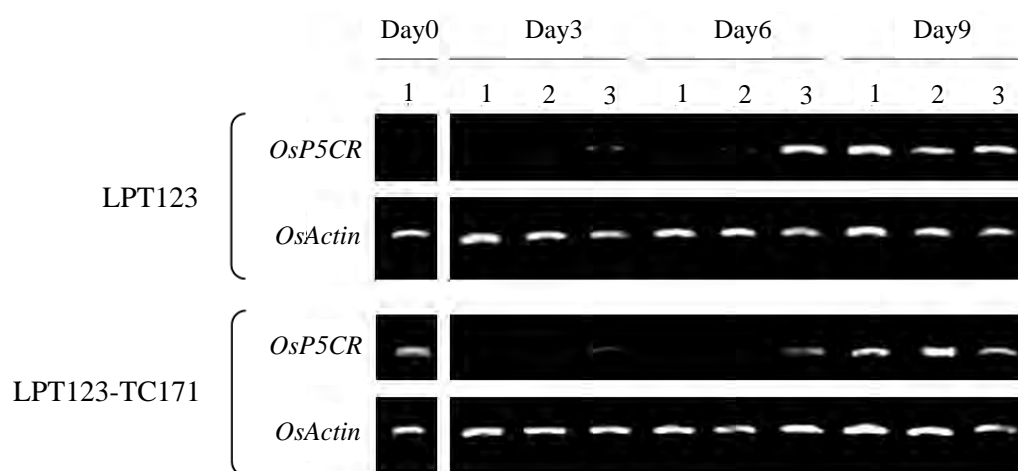 Day0 Day3 Day6 Day9
1 1 2 3 1 2 3 1 2 3
OsP5CR
LPT123
OsActin
OsP5CR
LPT123-TC171
OsActin